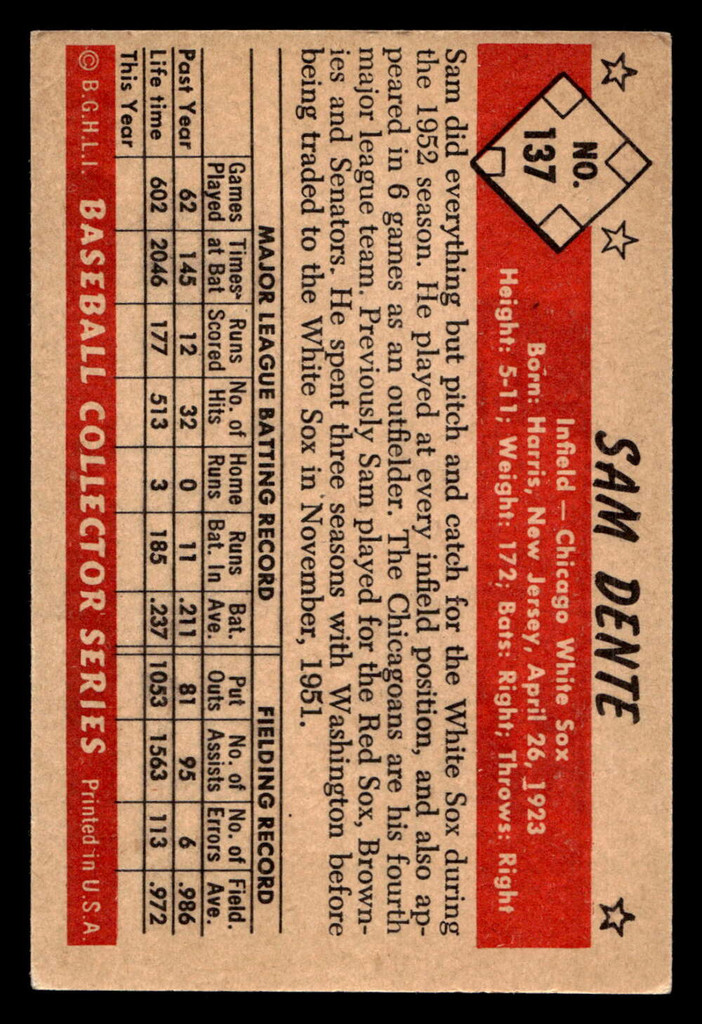 SAM DENTE
NO.
137
Infield — Chicago White Sox
Born: Harris, New Jersey, April 26, 1923
Height: 5-11; Weight: 172; Bats: Right; Throws: Right
Sam did everything but pitch and catch for the White Sox during
the 1952 season. He played at every infield position, and also ap-
peared in 6 games as an outfielder. The Chicagoans are his fourth
major league team. Previously Sam played for the Red Sox, Brown-
ies and Senators. He spent three seasons with Washington before
being traded to the White Sox in November, 1951.
MAJOR LEAGUE BATTING RECORD FIELDING RECORD
Games Times Runs No. of Home Runs Bat. Put No. of No. of Field.
Played at Bat Scored Hits Runs Bat. In Ave. Outs Assists Errors Ave.
Past Year 62 145 12 32 0 11 .211 81 95 6 .986
Life time 602 2046 177 513 3 185 .237 1053 1563 113 .972
This Year
© B.G.H.L.I. BASEBALL COLLECTOR SERIES Printed in U.S.A.